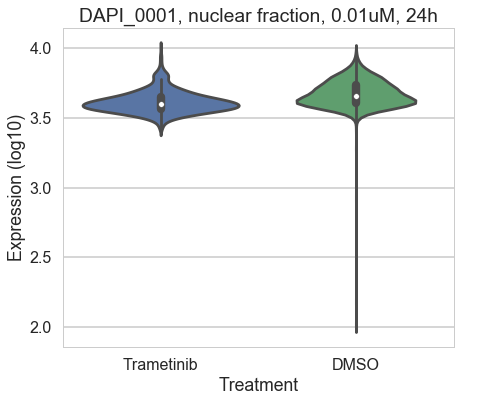 DAPI_0001, nuclear fraction, 0.01uM, 24h
Expression (log10)
4.0
3.5
3.0
2.5
2.0
Trametinib DMSO
Treatment